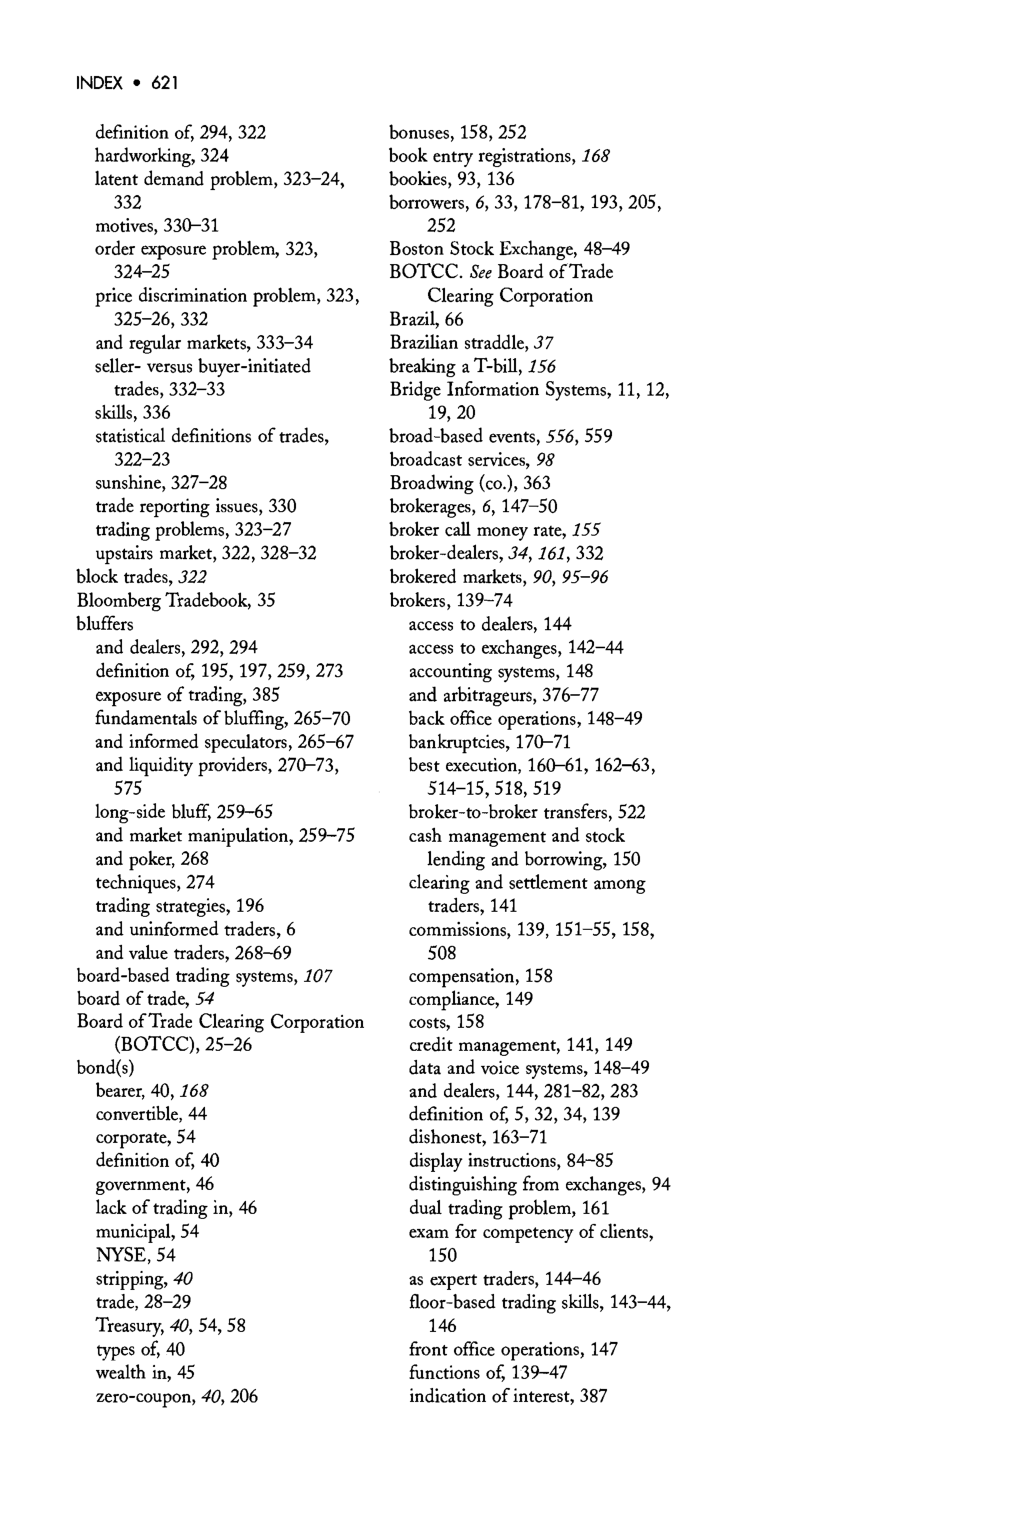 INDEX • 621
definition of, 294, 322
hardworking, 324
latent demand problem, 323–24,
332
motives, 330–31
order exposure problem, 323,
324–25
price discrimination problem, 323,
325–26, 332
and regular markets, 333–34
seller- versus buyer-initiated
trades, 332–33
skills, 336
statistical definitions of trades,
322–23
sunshine, 327–28
trade reporting issues, 330
trading problems, 323–27
upstairs market, 322, 328–32
block trades, 322
Bloomberg Tradebook, 35
bluffers
and dealers, 292, 294
definition of, 195, 197, 259, 273
exposure of trading, 385
fundamentals of bluffing, 265–70
and informed speculators, 265–67
and liquidity providers, 270–73,
575
long-side bluff, 259–65
and market manipulation, 259–75
and poker, 268
techniques, 274
trading strategies, 196
and uninformed traders, 6
and value traders, 268–69
board-based trading systems, 107
board of trade, 54
Board of Trade Clearing Corporation
(BOTCC), 25–26
bond(s)
bearer, 40, 168
convertible, 44
corporate, 54
definition of, 40
government, 46
lack of trading in, 46
municipal, 54
NYSE, 54
stripping, 40
trade, 28–29
Treasury, 40, 54, 58
types of, 40
wealth in, 45
zero-coupon, 40, 206
bonuses, 158, 252
book entry registrations, 168
bookies, 93, 136
borrowers, 6, 33, 178–81, 193, 205,
252
Boston Stock Exchange, 48–49
BOTCC. See Board of Trade
Clearing Corporation
Brazil, 66
Brazilian straddle, 37
breaking a T-bill, 156
Bridge Information Systems, 11, 12,
19, 20
broad-based events, 556, 559
broadcast services, 98
Broadwing (co.), 363
brokerages, 6, 147–50
broker call money rate, 155
broker-dealers, 34, 161, 332
brokered markets, 90, 95–96
brokers, 139–74
access to dealers, 144
access to exchanges, 142–44
accounting systems, 148
and arbitrageurs, 376–77
back office operations, 148–49
bankruptcies, 170–71
best execution, 160–61, 162–63,
514–15, 518, 519
broker-to-broker transfers, 522
cash management and stock
lending and borrowing, 150
clearing and settlement among
traders, 141
commissions, 139, 151–55, 158,
508
compensation, 158
compliance, 149
costs, 158
credit management, 141, 149
data and voice systems, 148–49
and dealers, 144, 281–82, 283
definition of, 5, 32, 34, 139
dishonest, 163–71
display instructions, 84–85
distinguishing from exchanges, 94
dual trading problem, 161
exam for competency of clients,
150
as expert traders, 144–46
floor-based trading skills, 143–44,
146
front office operations, 147
functions of, 139–47
indication of interest, 387